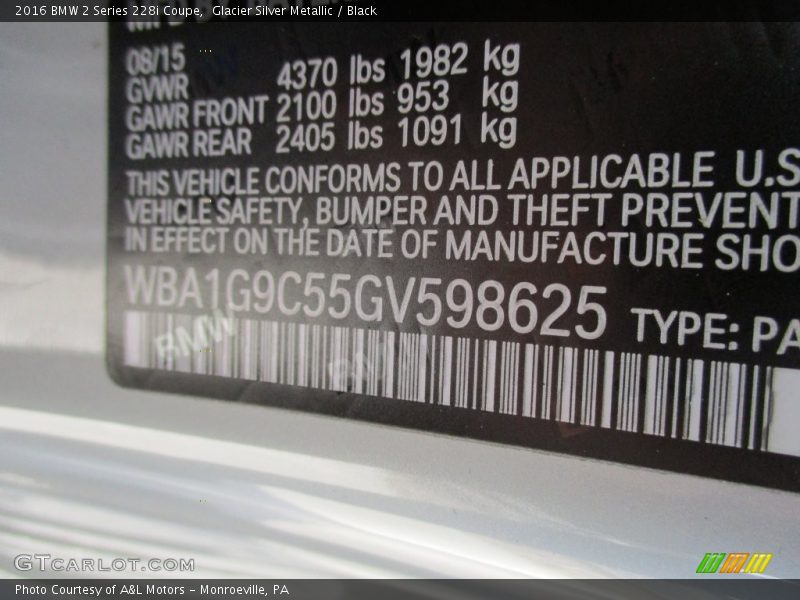 2016 BMW 2 Series 228i Coupe,  Glacier Silver Metallic / Black
08/15
GVWR 4370 lbs 1982 kg
GAWR FRONT 2100 lbs 953 kg
GAWR REAR 2405 lbs 1091 kg
THIS VEHICLE CONFORMS TO ALL APPLICABLE U.S
VEHICLE SAFETY, BUMPER AND THEFT PREVENT
IN EFFECT ON THE DATE OF MANUFACTURE SHO
WBA1G9C55GV598625 TYPE: PA
BMW BMW
GTCARLOT.COM
Photo Courtesy of A&L Motors – Monroeville, PA